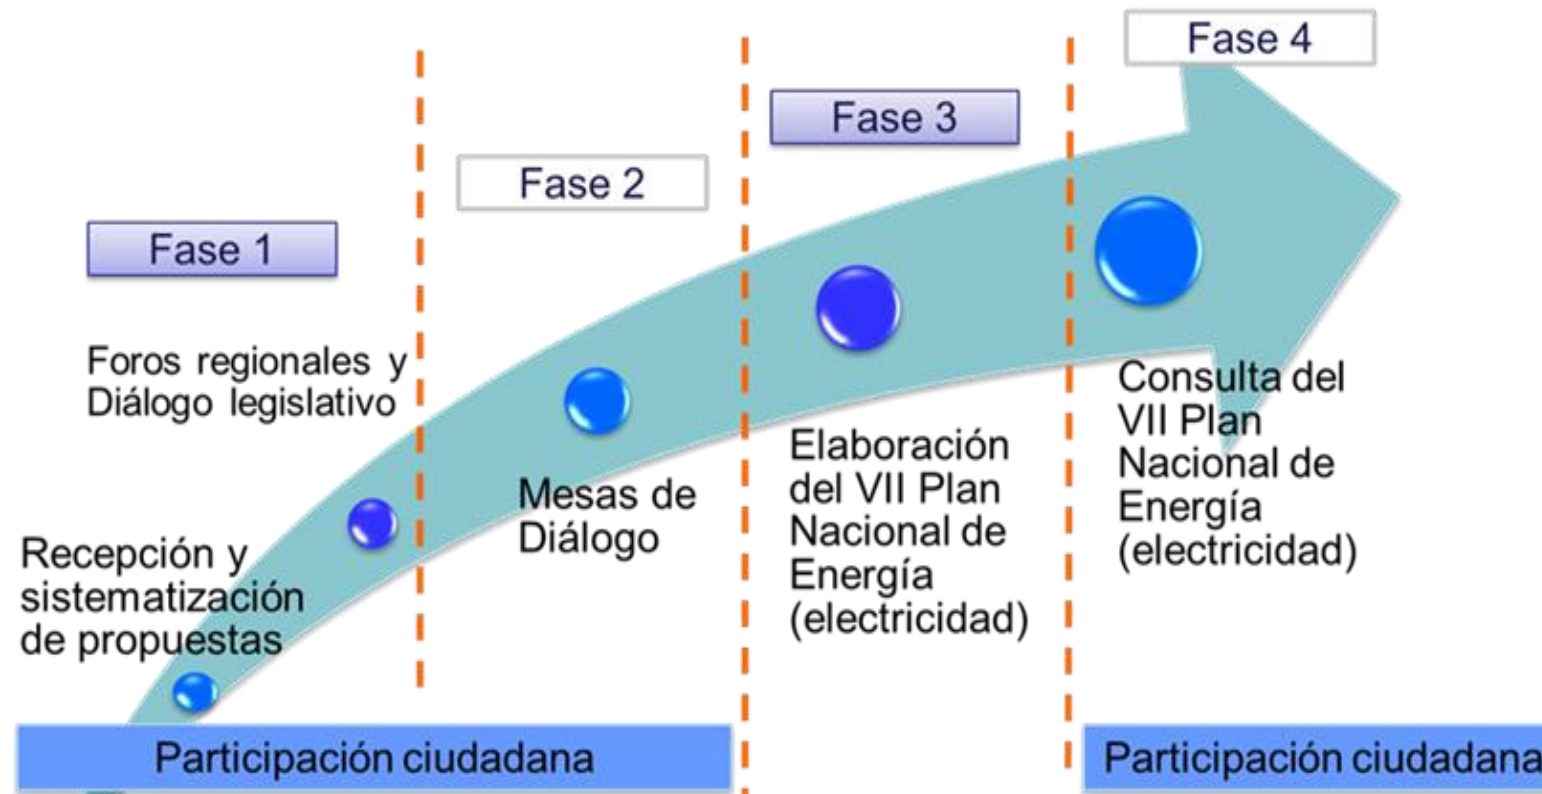 Fase 1
Foros regionales y
Diálogo legislativo
Recepción y
sistematización
de propuestas
Fase 2
Mesas de
Diálogo
Fase 3
Elaboración
del VII Plan
Nacional de
Energía
(electricidad)
Fase 4
Consulta del
VII Plan
Nacional de
Energía
(electricidad)
Participación ciudadana
Participación ciudadana